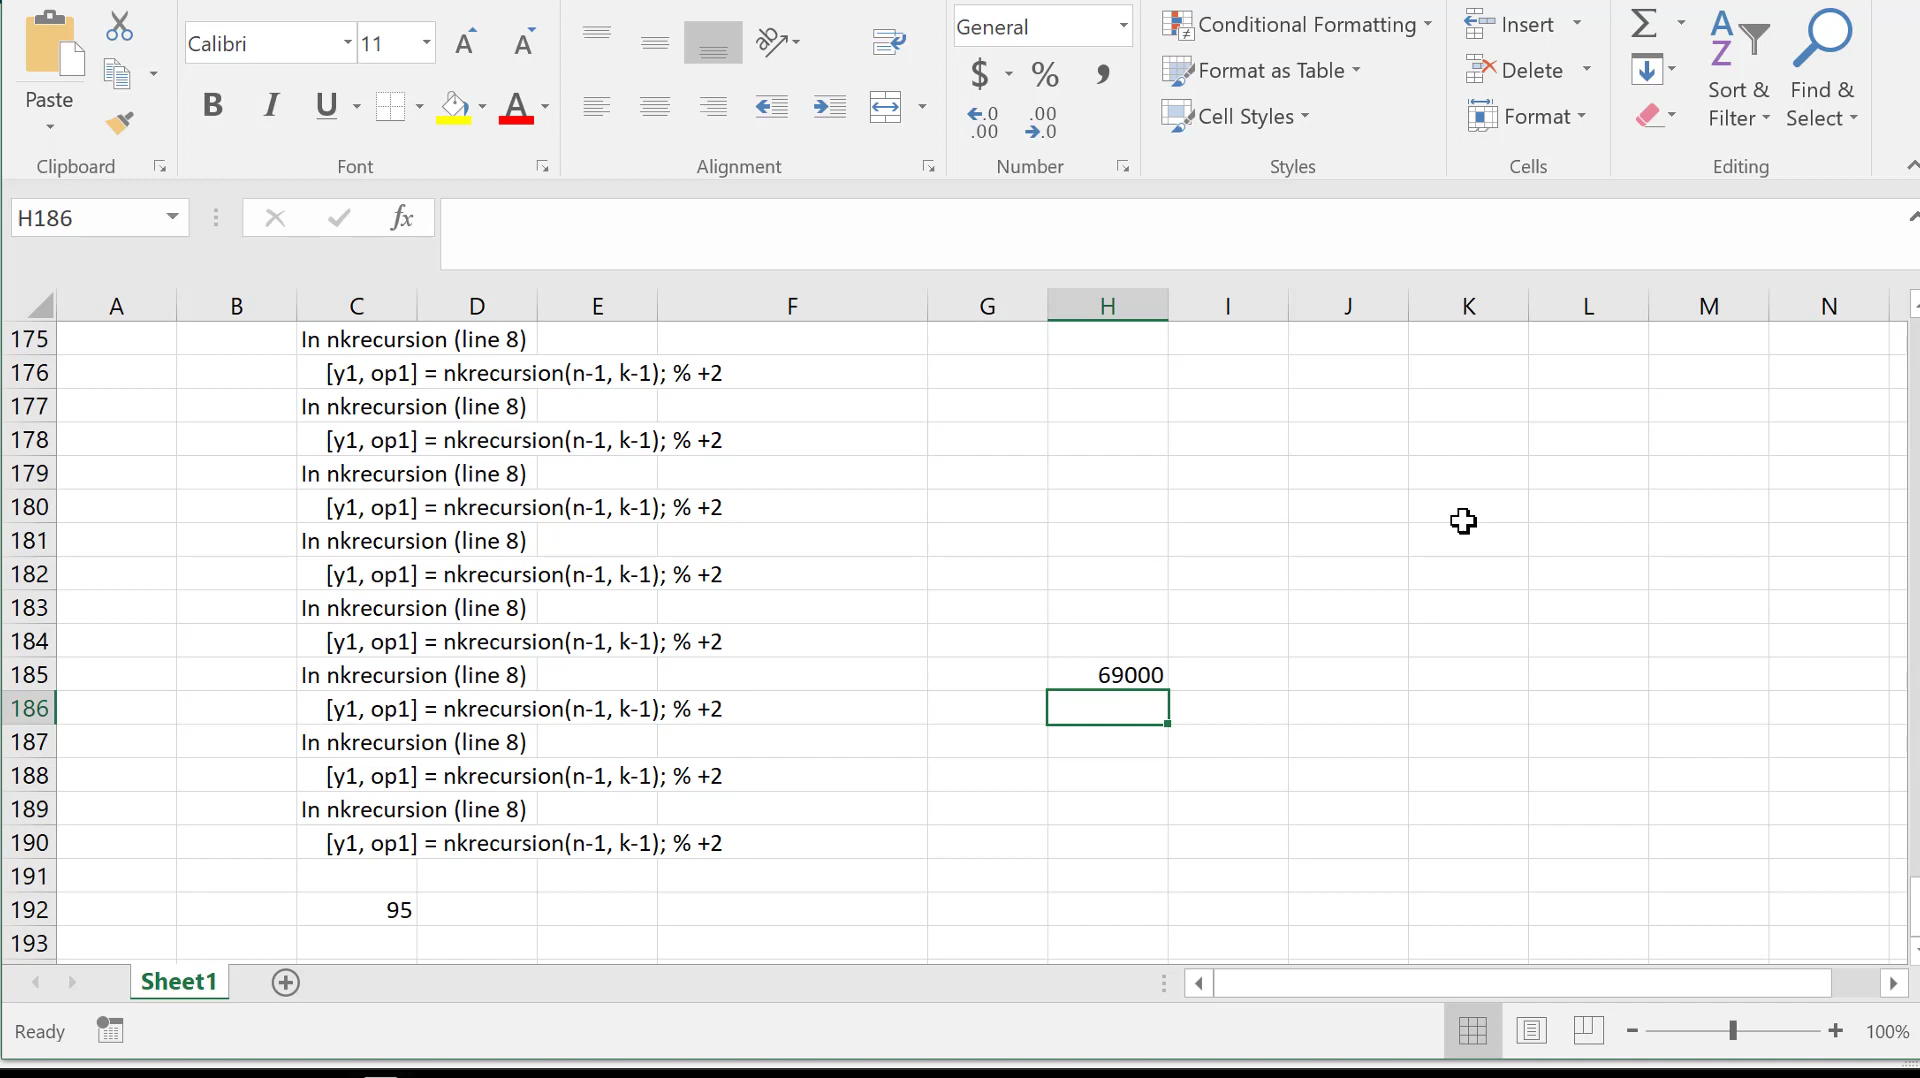 Calibri 11 General Conditional Formatting Insert
Paste $ % Format as Table Delete Sort & Find &
B I U A Cell Styles Format Filter Select
Clipboard Font Alignment Number Styles Cells Editing
H186 fx
A B C D E F G H I J K L M N
175 In nkrecursion (line 8)
176 [y1, op1] = nkrecursion(n-1, k-1); % +2
177 In nkrecursion (line 8)
178 [y1, op1] = nkrecursion(n-1, k-1); % +2
179 In nkrecursion (line 8)
180 [y1, op1] = nkrecursion(n-1, k-1); % +2
181 In nkrecursion (line 8)
182 [y1, op1] = nkrecursion(n-1, k-1); % +2
183 In nkrecursion (line 8)
184 [y1, op1] = nkrecursion(n-1, k-1); % +2
185 In nkrecursion (line 8) 69000
186 [y1, op1] = nkrecursion(n-1, k-1); % +2
187 In nkrecursion (line 8)
188 [y1, op1] = nkrecursion(n-1, k-1); % +2
189 In nkrecursion (line 8)
190 [y1, op1] = nkrecursion(n-1, k-1); % +2
191
192 95
193
Sheet1
Ready 100%